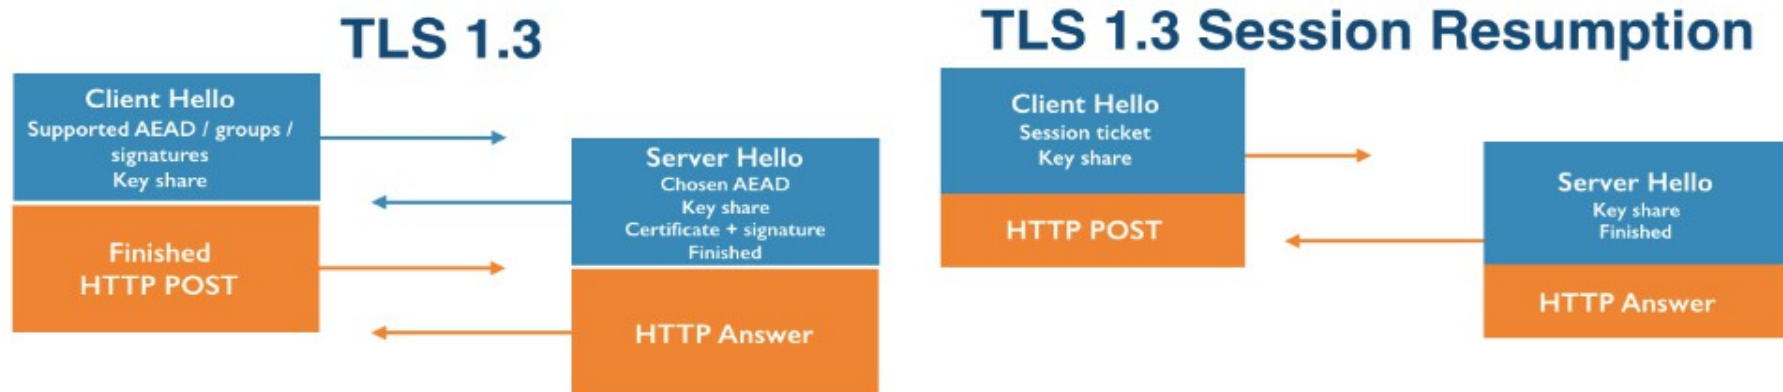 TLS 1.3
Client Hello
Supported AEAD / groups /
signatures
Key share
Finished
HTTP POST
Server Hello
Chosen AEAD
Key share
Certificate + signature
Finished
HTTP Answer
TLS 1.3 Session Resumption
Client Hello
Session ticket
Key share
HTTP POST
Server Hello
Key share
Finished
HTTP Answer